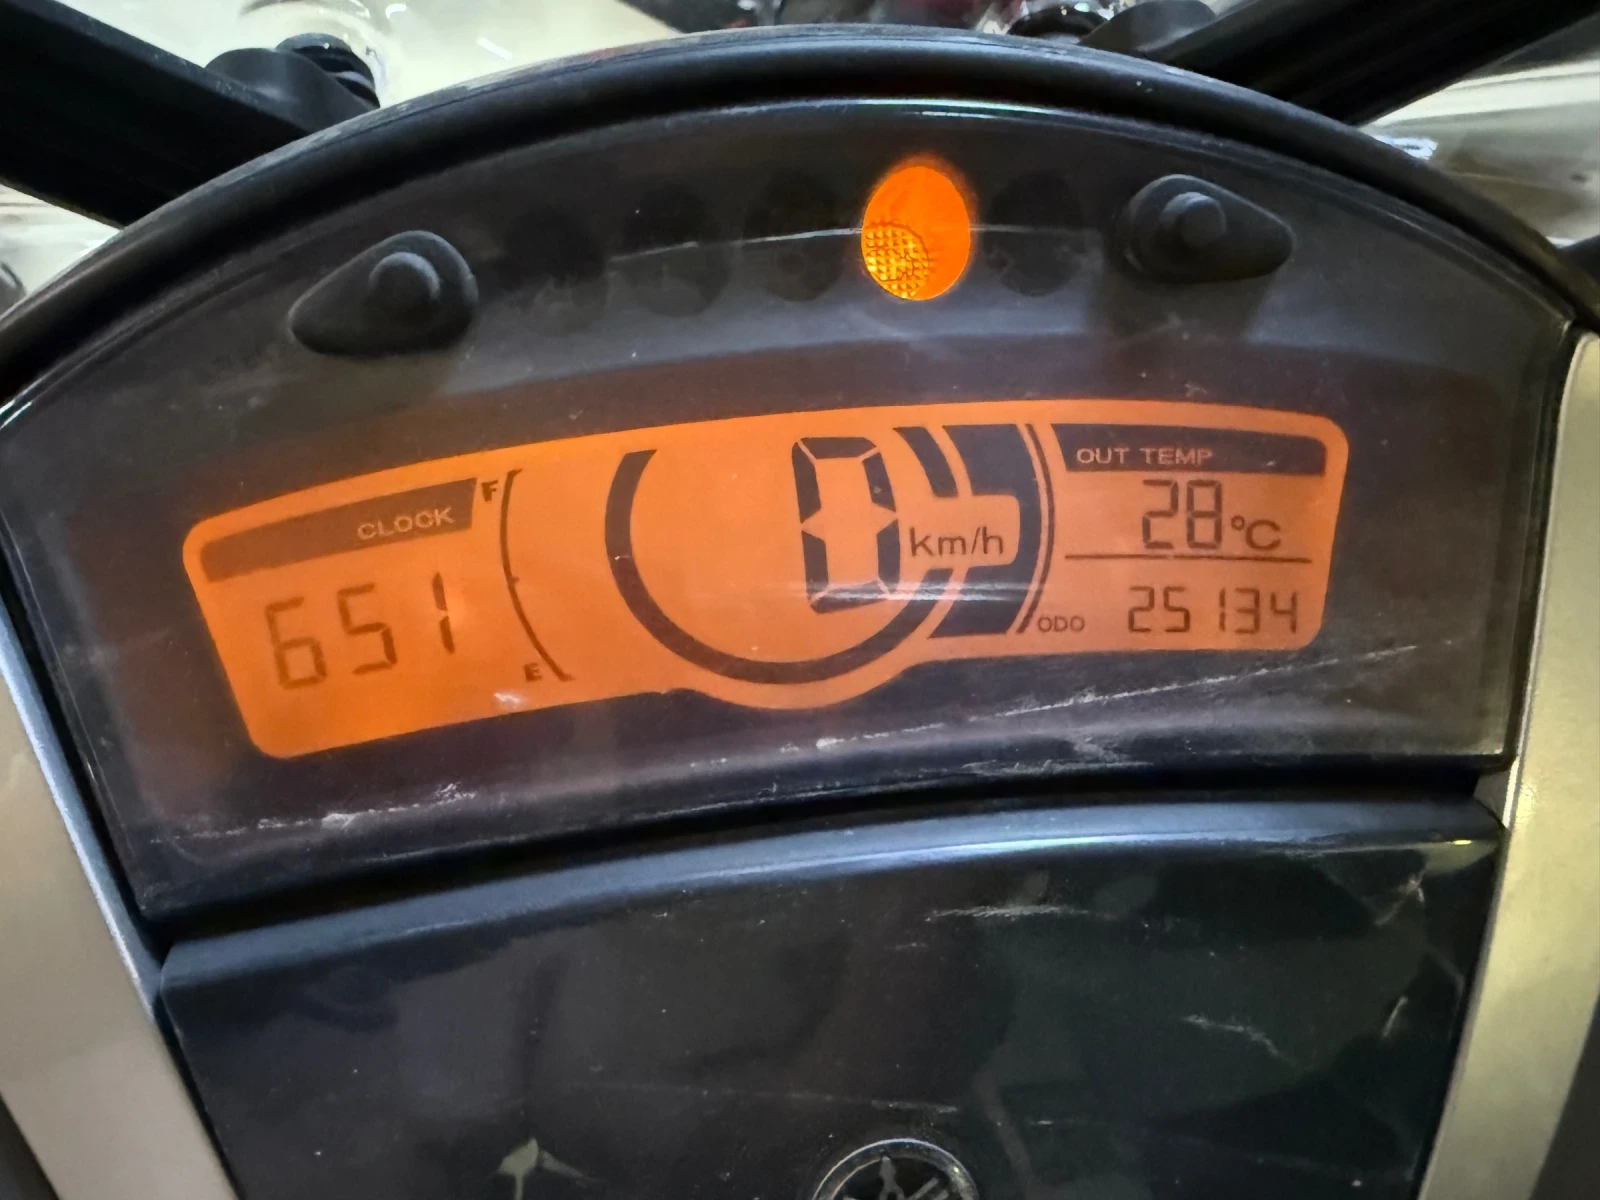 CLOCK
651
F
E
0 km/h
OUT TEMP
28°C
ODO 25134